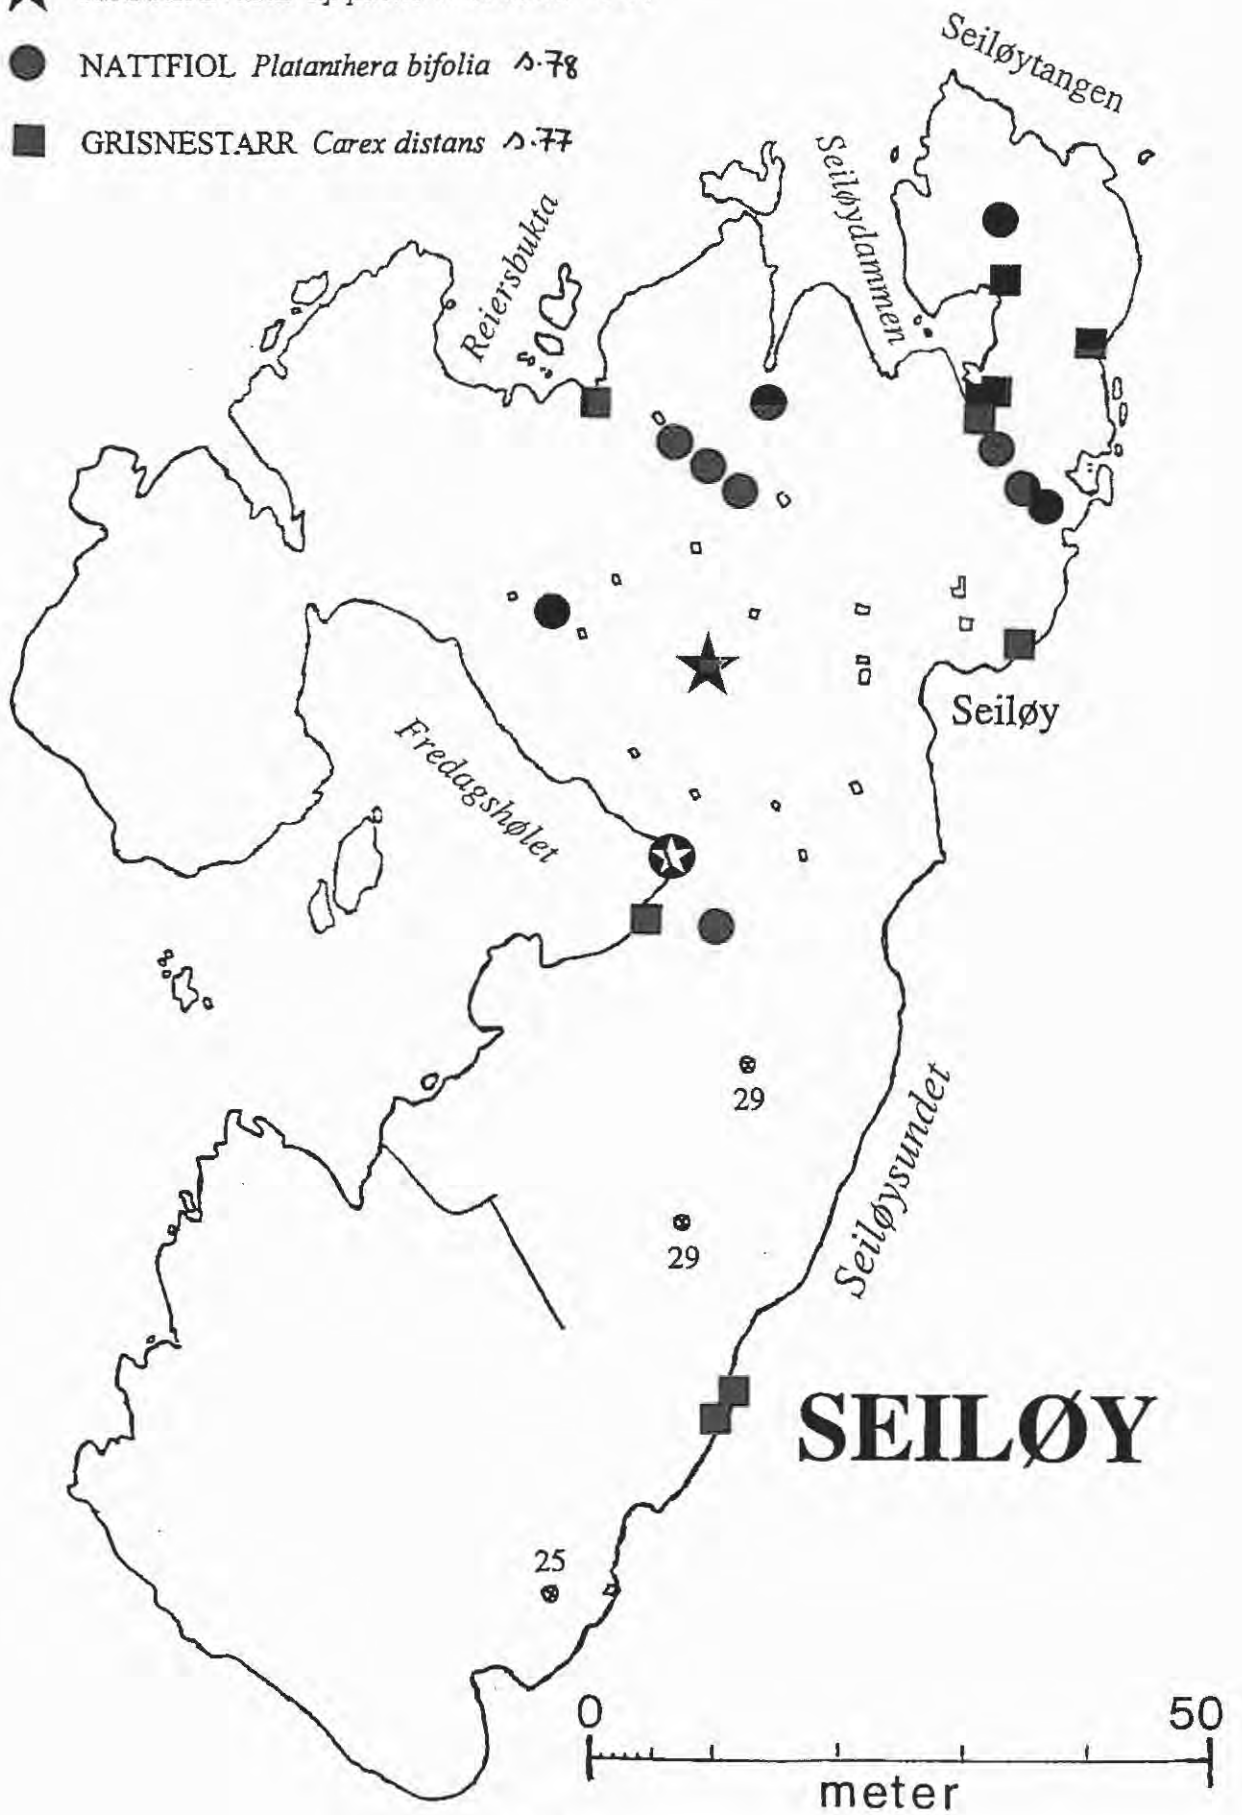 NATTFIOL Platanthera bifolia s.78
GRISNESTARR Carex distans s.77
Seiløytangen
Seiløydammen
Reiersbukta
Seiløy
Fredagshølet
29
Seiløysundet
29
SEILØY
25
0 50
meter